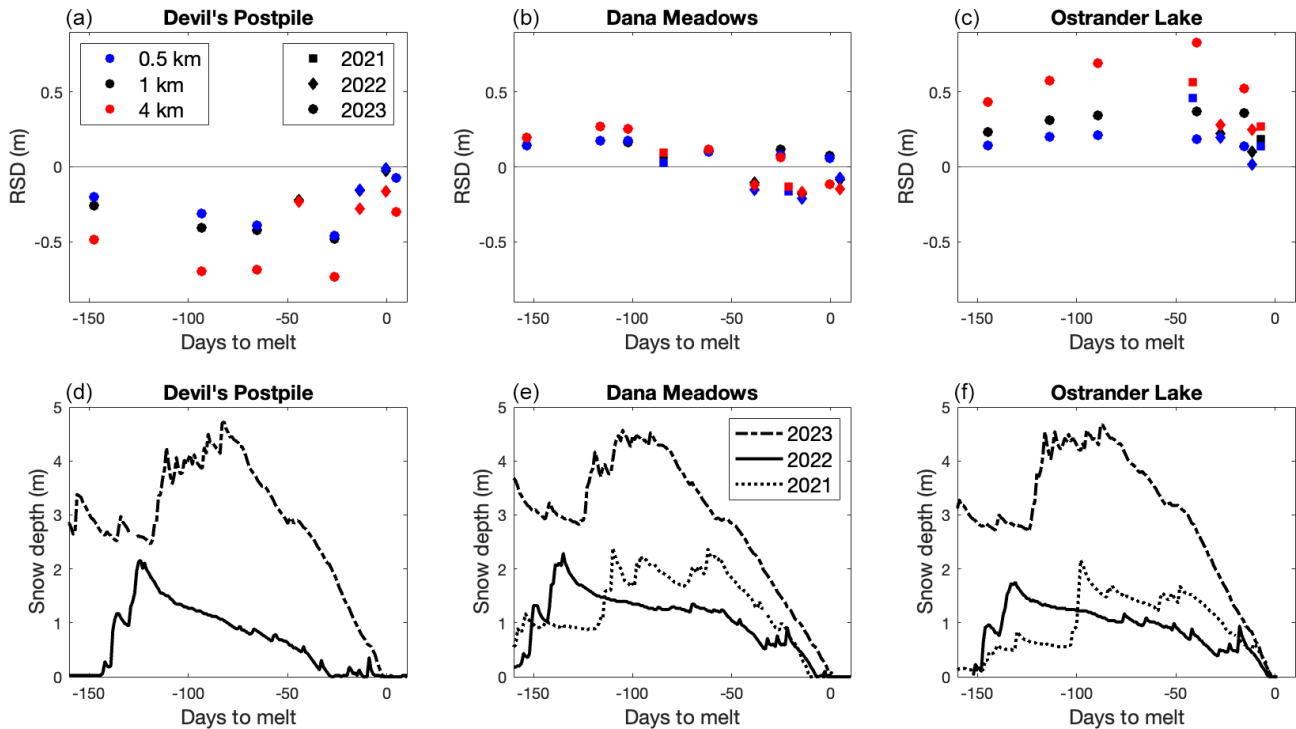 (a) Devil's Postpile
0.5 km
1 km
4 km
2021
2022
2023
0.5
0
-0.5
RSD (m)
-150 -100 -50 0
Days to melt
(b) Dana Meadows
0.5
0
-0.5
RSD (m)
-150 -100 -50 0
Days to melt
(c) Ostrander Lake
0.5
0
-0.5
RSD (m)
-150 -100 -50 0
Days to melt
(d) Devil's Postpile
5
4
3
2
1
0
Snow depth (m)
-150 -100 -50 0
Days to melt
(e) Dana Meadows
2023
2022
2021
5
4
3
2
1
0
Snow depth (m)
-150 -100 -50 0
Days to melt
(f) Ostrander Lake
5
4
3
2
1
0
Snow depth (m)
-150 -100 -50 0
Days to melt